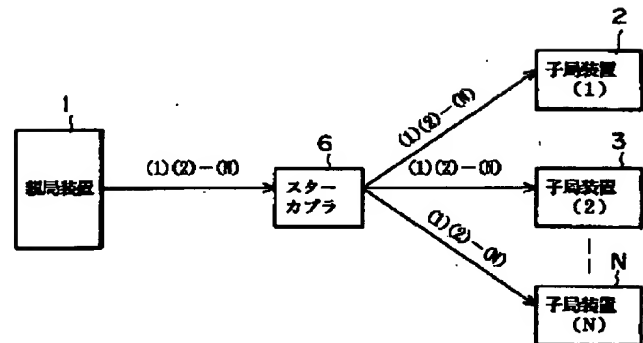 1
親局装置
(1)(2)-(N)
6
スター
カプラ
(1)(2)-(N)
(1)(2)-(N)
(1)(2)-(N)
2
子局装置
(1)
3
子局装置
(2)
N
子局装置
(N)